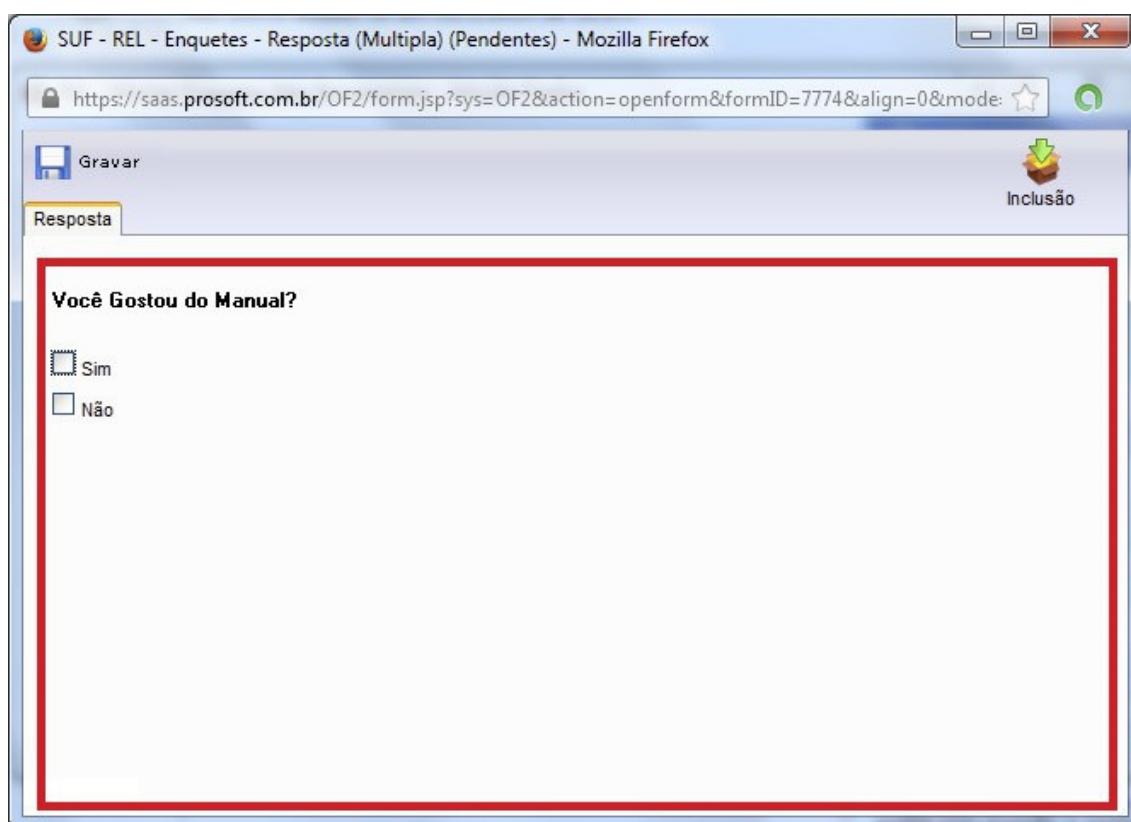 SUF - REL - Enquetes - Resposta (Multipla) (Pendentes) - Mozilla Firefox
https://saas.prosoft.com.br/OF2/form.jsp?sys=OF2&action=openform&formID=7774&align=0&mode:
Gravar
Inclusão
Resposta
Você Gostou do Manual?
Sim
Não